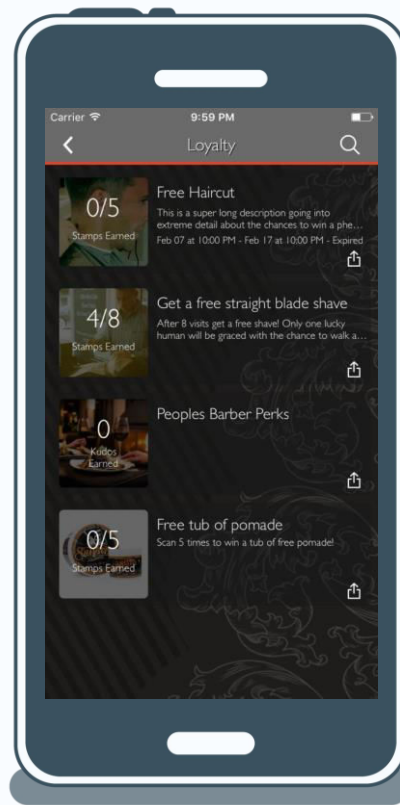 Carrier
9:59 PM
Loyalty
0/5
Stamps Earned
Free Haircut
This is a super long description going into
extreme detail about the chances to win a phe...
Feb 07 at 10:00 PM - Feb 17 at 10:00 PM - Expired
4/8
Stamps Earned
Get a free straight blade shave
After 8 visits get a free shave! Only one lucky
human will be graced with the chance to walk a...
0
Kudos
Earned
Peoples Barber Perks
0/5
Stamps Earned
Free tub of pomade
Scan 5 times to win a tub of free pomade!